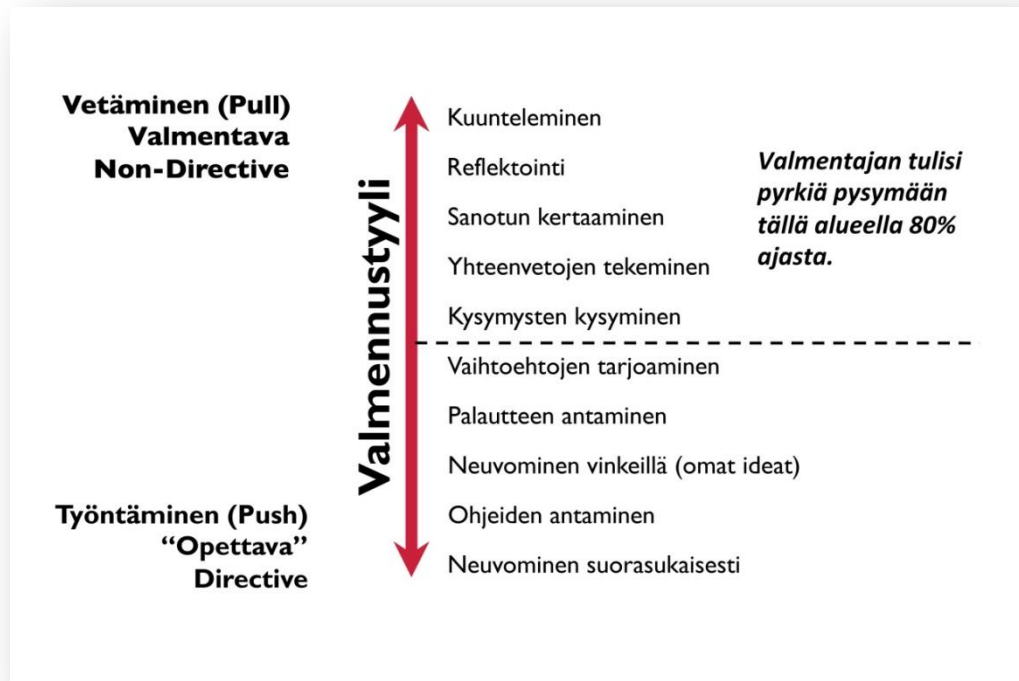 Vetäminen (Pull)
Valmentava
Non-Directive
Työntäminen (Push)
“Opettava”
Directive
Valmennustyyli
Kuunteleminen
Reflektointi
Sanotun kertaaminen
Yhteenvetojen tekeminen
Kysymysten kysyminen
Vaihtoehtojen tarjoaminen
Palautteen antaminen
Neuvominen vinkeillä (omat ideat)
Ohjeiden antaminen
Neuvominen suorasukaisesti
Valmentajan tulisi
pyrkiä pysymään
tällä alueella 80%
ajasta.